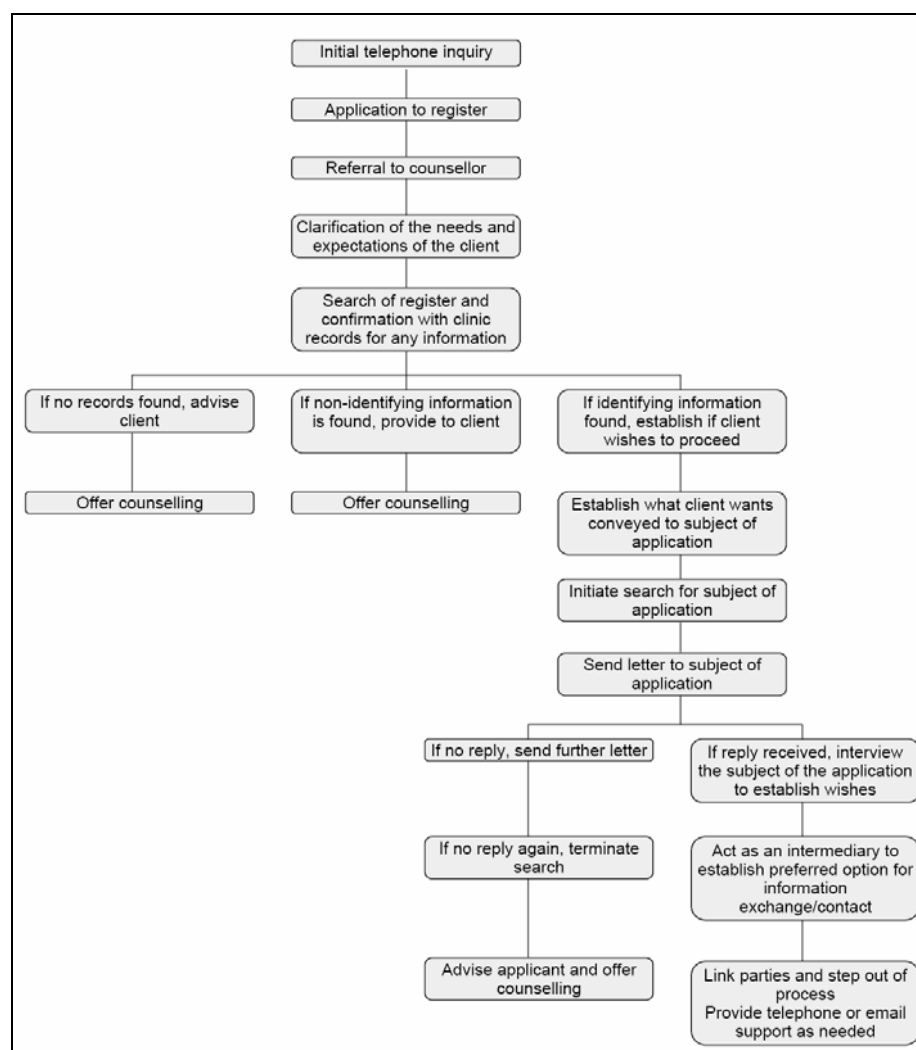 Initial telephone inquiry
Application to register
Referral to counsellor
Clarification of the needs and
expectations of the client
Search of register and
confirmation with clinic
records for any information
If no records found, advise
client
If non-identifying information
is found, provide to client
If identifying information
found, establish if client
wishes to proceed
Offer counselling
Offer counselling
Establish what client wants
conveyed to subject of
application
Initiate search for subject of
application
Send letter to subject of
application
If no reply, send further letter
If reply received, interview
the subject of the application
to establish wishes
If no reply again, terminate
search
Act as an intermediary to
establish preferred option for
information
exchange/contact
Advise applicant and offer
counselling
Link parties and step out of
process
Provide telephone or email
support as needed